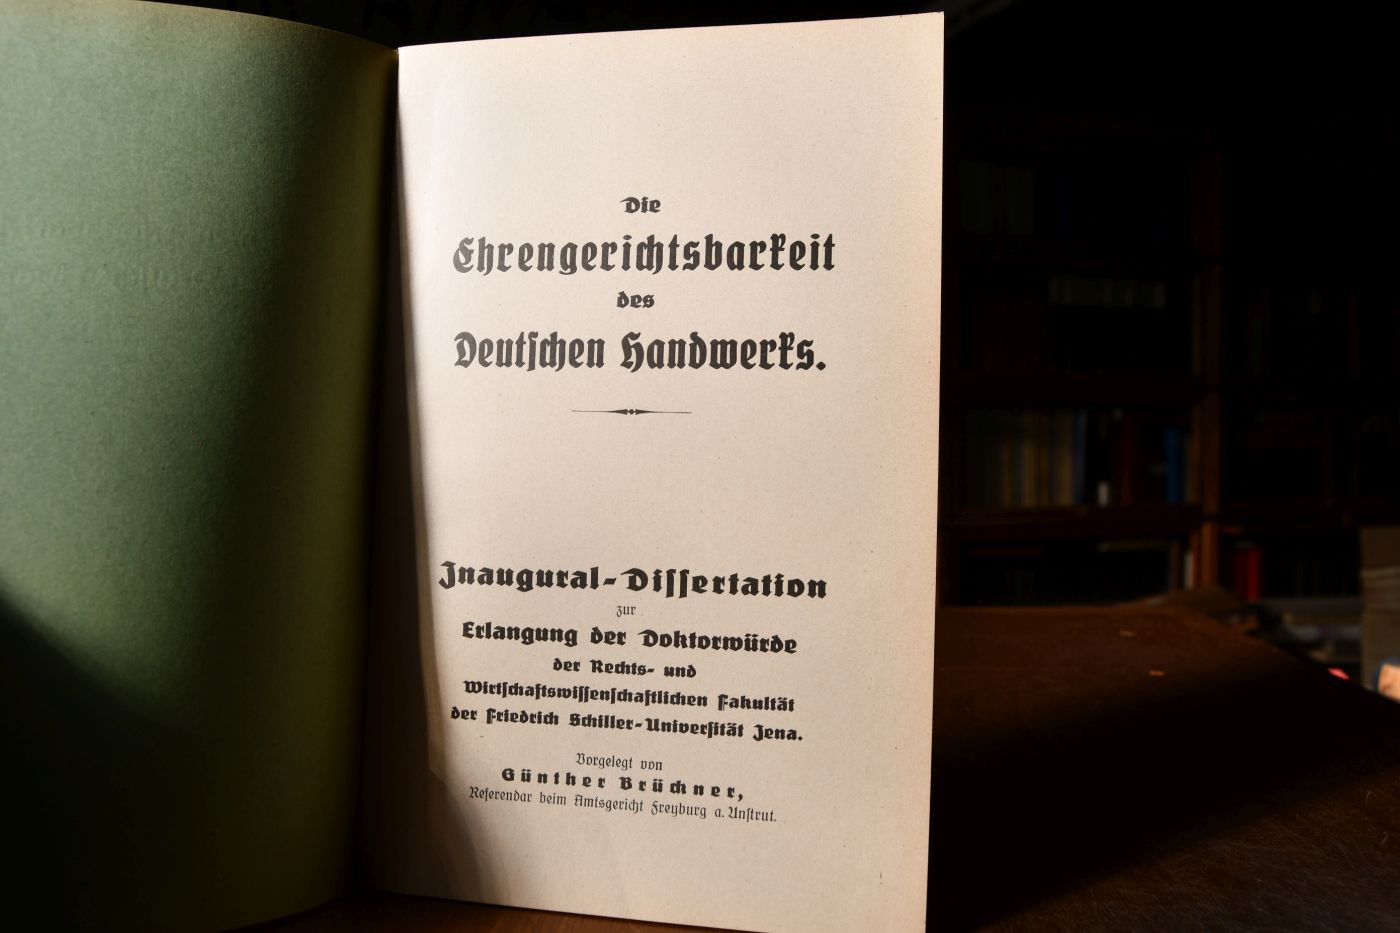 Die
Ehrengerichtsbarkeit
des
Deutschen Handwerks.
Inaugural-Dissertation
zur
Erlangung der Doktorwürde
der Rechts- und
Wirtschaftswissenschaftlichen Fakultät
der Friedrich Schiller-Universität Jena.
Vorgelegt von
Günther Brückner,
Referendar beim Amtsgericht Freyburg a. Unstrut.